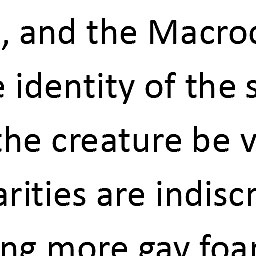 , and the Macroc
e identity of the s
the creature be v
arities are indiscr
ng more gay foar